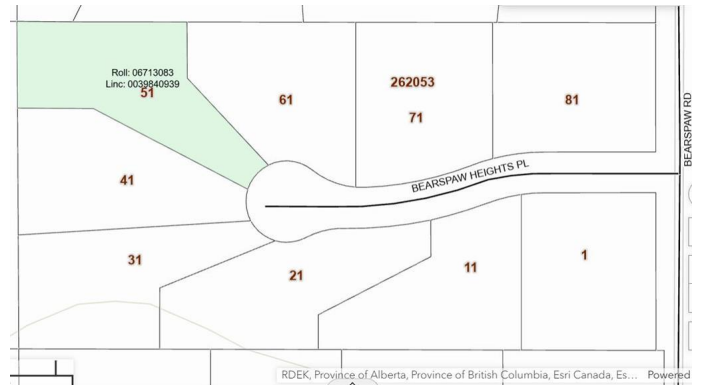 Roll: 06713083
Linc: 0039840939
51
61
262053
71
81
BEARSPAW RD
41
BEARSPAW HEIGHTS PL
31
21
11
1
RDEK, Province of Alberta, Province of British Columbia, Esri Canada, Es... Powered